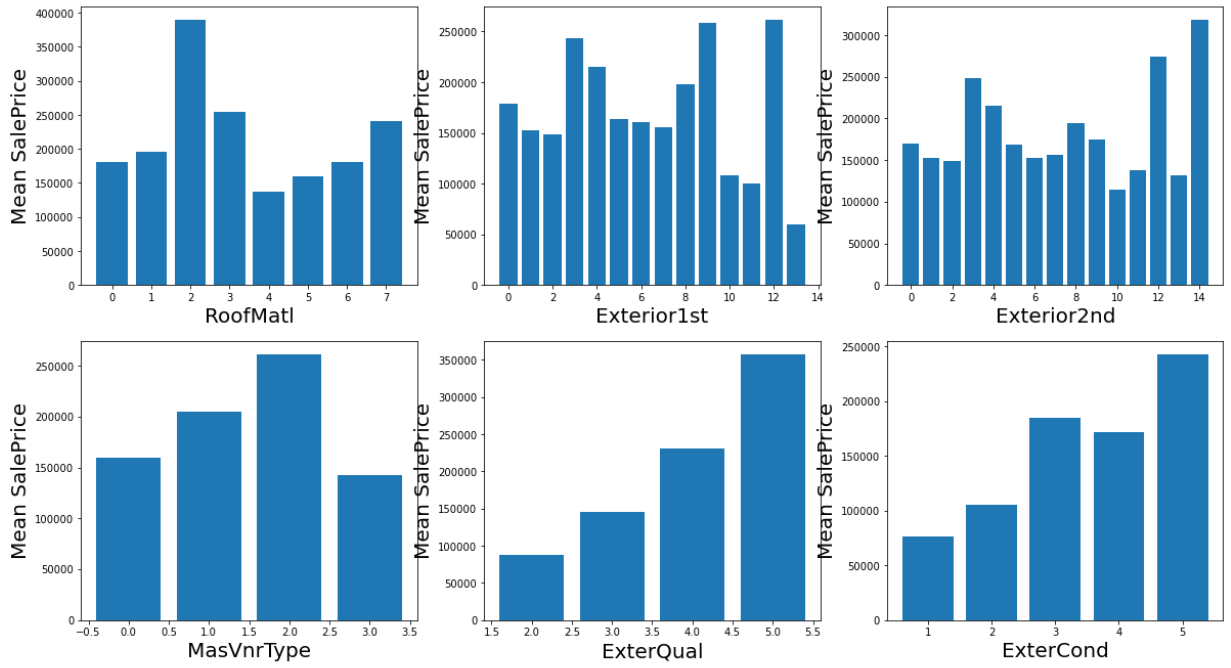 Mean SalePrice
400000
350000
300000
250000
200000
150000
100000
50000
0
0 1 2 3 4 5 6 7
RoofMatl
Mean SalePrice
250000
200000
150000
100000
50000
0
0 2 4 6 8 10 12 14
Exterior1st
Mean SalePrice
300000
250000
200000
150000
100000
50000
0
0 2 4 6 8 10 12 14
Exterior2nd
Mean SalePrice
250000
200000
150000
100000
50000
0
−0.5 0.0 0.5 1.0 1.5 2.0 2.5 3.0 3.5
MasVnrType
Mean SalePrice
350000
300000
250000
200000
150000
100000
50000
0
1.5 2.0 2.5 3.0 3.5 4.0 4.5 5.0 5.5
ExterQual
Mean SalePrice
250000
200000
150000
100000
50000
0
1 2 3 4 5
ExterCond